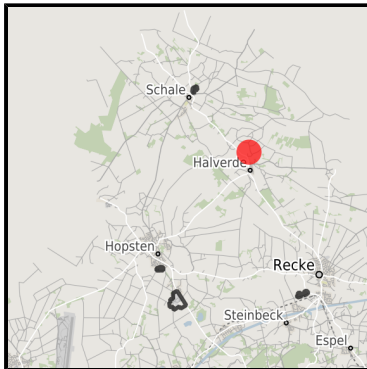 Schale
Halverde
Hopsten
Recke
Steinbeck
Espel